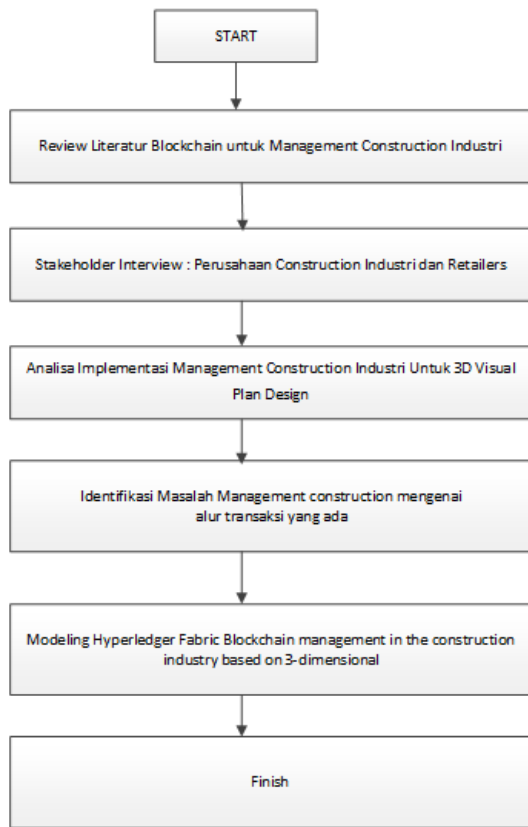 START
Review Literatur Blockchain untuk Management Construction Industri
Stakeholder Interview : Perusahaan Construction Industri dan Retailers
Analisa Implementasi Management Construction Industri Untuk 3D Visual
Plan Design
Identifikasi Masalah Management construction mengenai
alur transaksi yang ada
Modeling Hyperledger Fabric Blockchain management in the construction
industry based on 3-dimensional
Finish